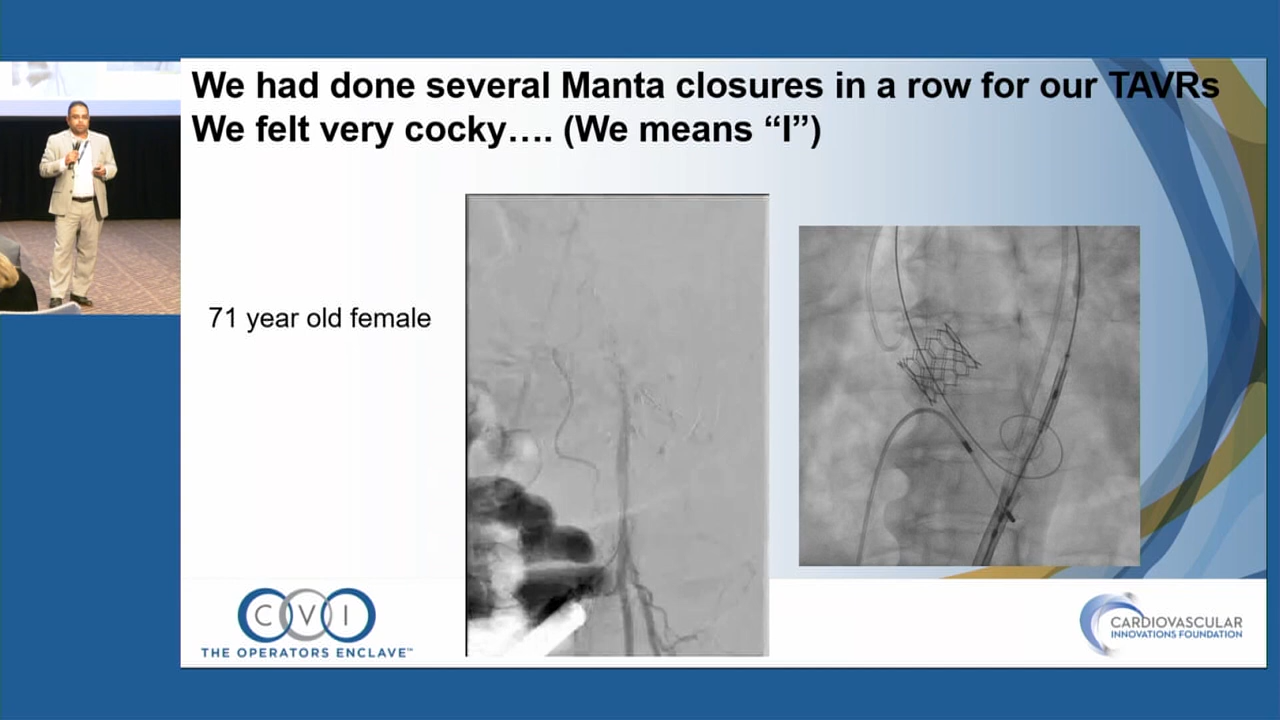 We had done several Manta closures in a row for our TAVRs
We felt very cocky…. (We means “I”)
71 year old female
CVI
THE OPERATORS ENCLAVE™
CARDIOVASCULAR
INNOVATIONS FOUNDATION